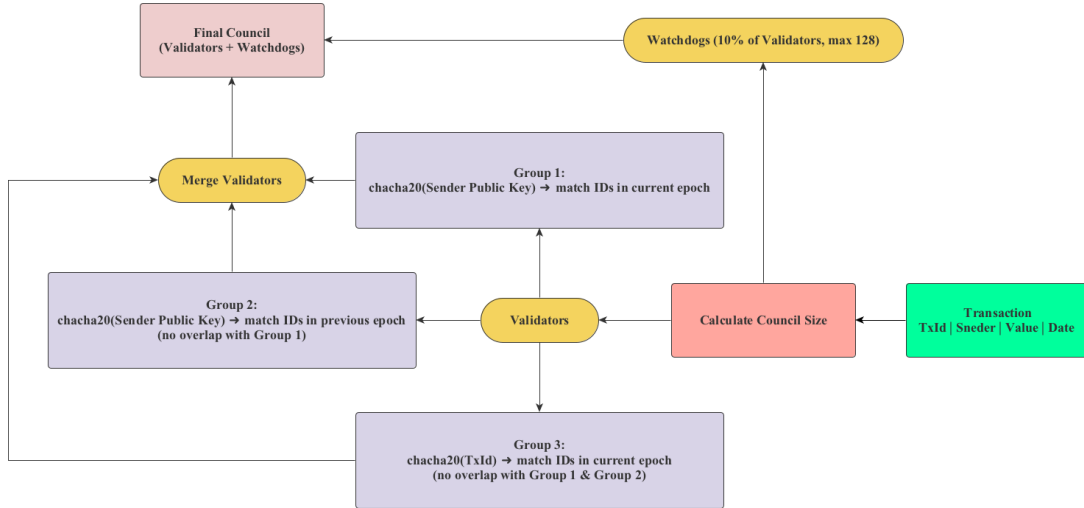 Final Council
(Validators + Watchdogs)
Watchdogs (10% of Validators, max 128)
Merge Validators
Group 1:
chacha20(Sender Public Key) ➔ match IDs in current epoch
Group 2:
chacha20(Sender Public Key) ➔ match IDs in previous epoch
(no overlap with Group 1)
Validators
Calculate Council Size
Transaction
TxId | Sneder | Value | Date
Group 3:
chacha20(TxId) ➔ match IDs in current epoch
(no overlap with Group 1 & Group 2)